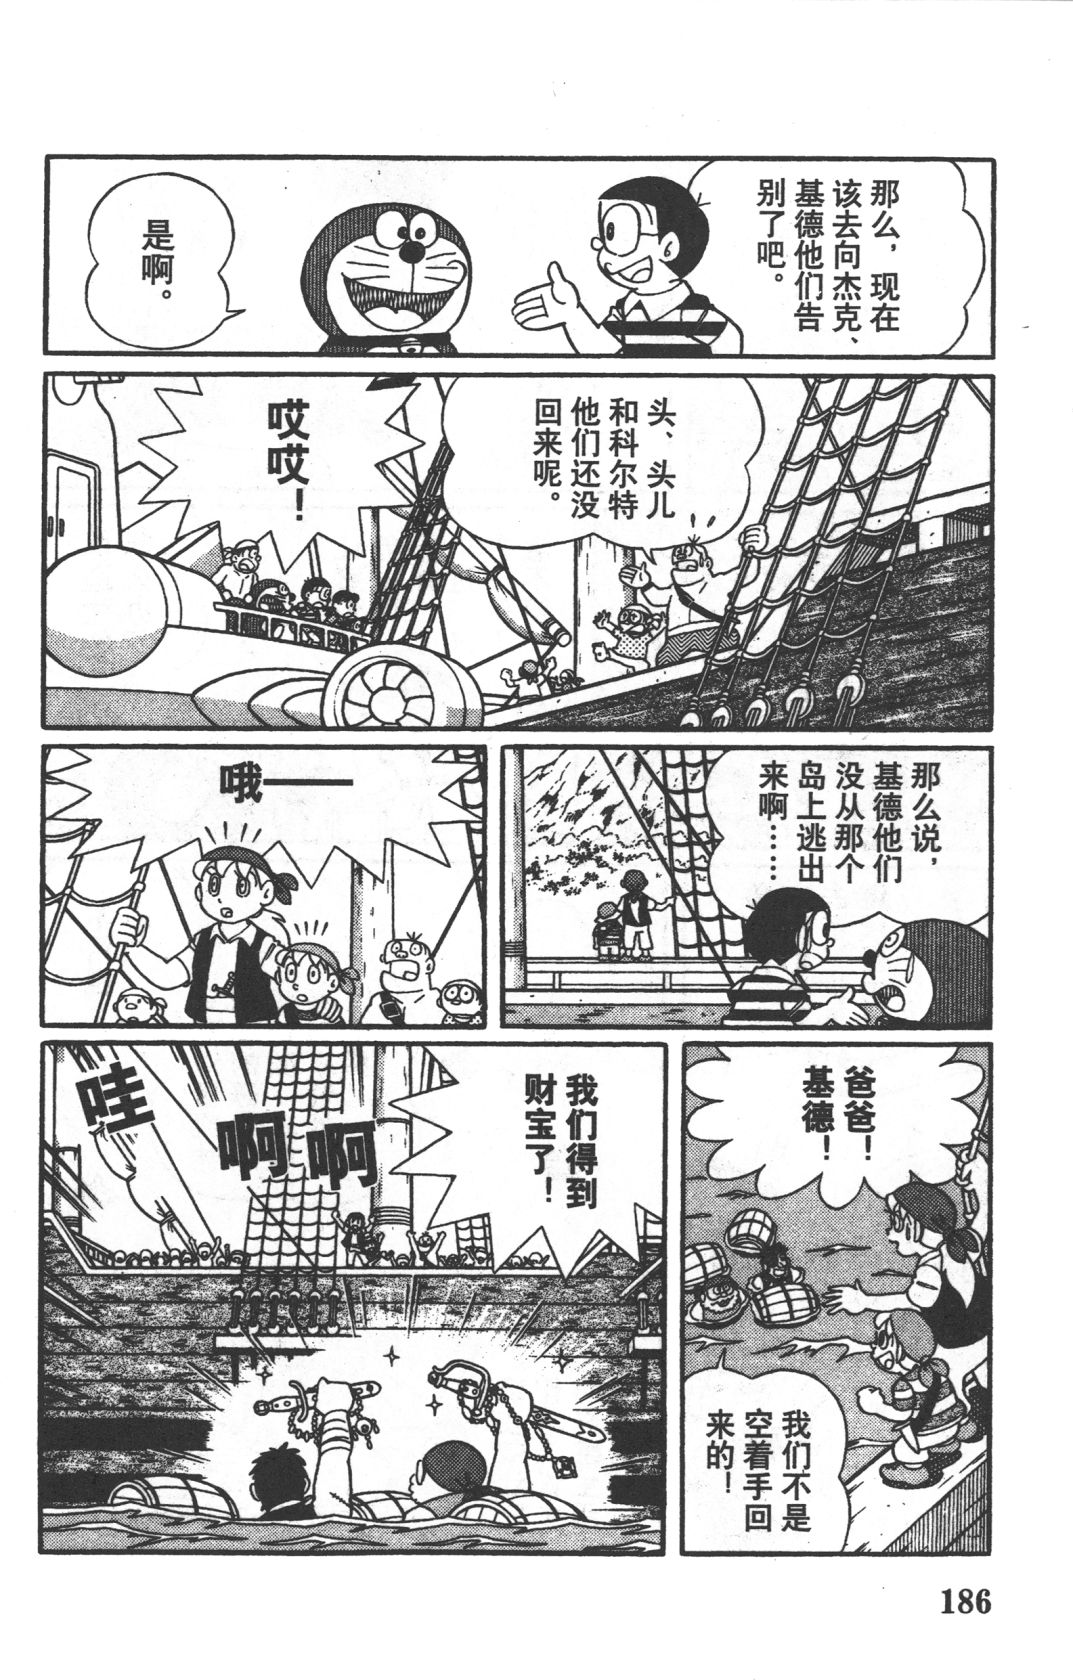 那么，现在
该去向杰克、
基德他们告
别了吧。
是啊。
头、头儿
和科尔特
他们还没
回来呢。
哎
哎！
那么说，
基德他们
没从那个
岛上逃出
来啊……
哦——
爸爸！
基德！
我们不是
空着手回
来的！
我们得到
财宝了！
哇
啊啊
186